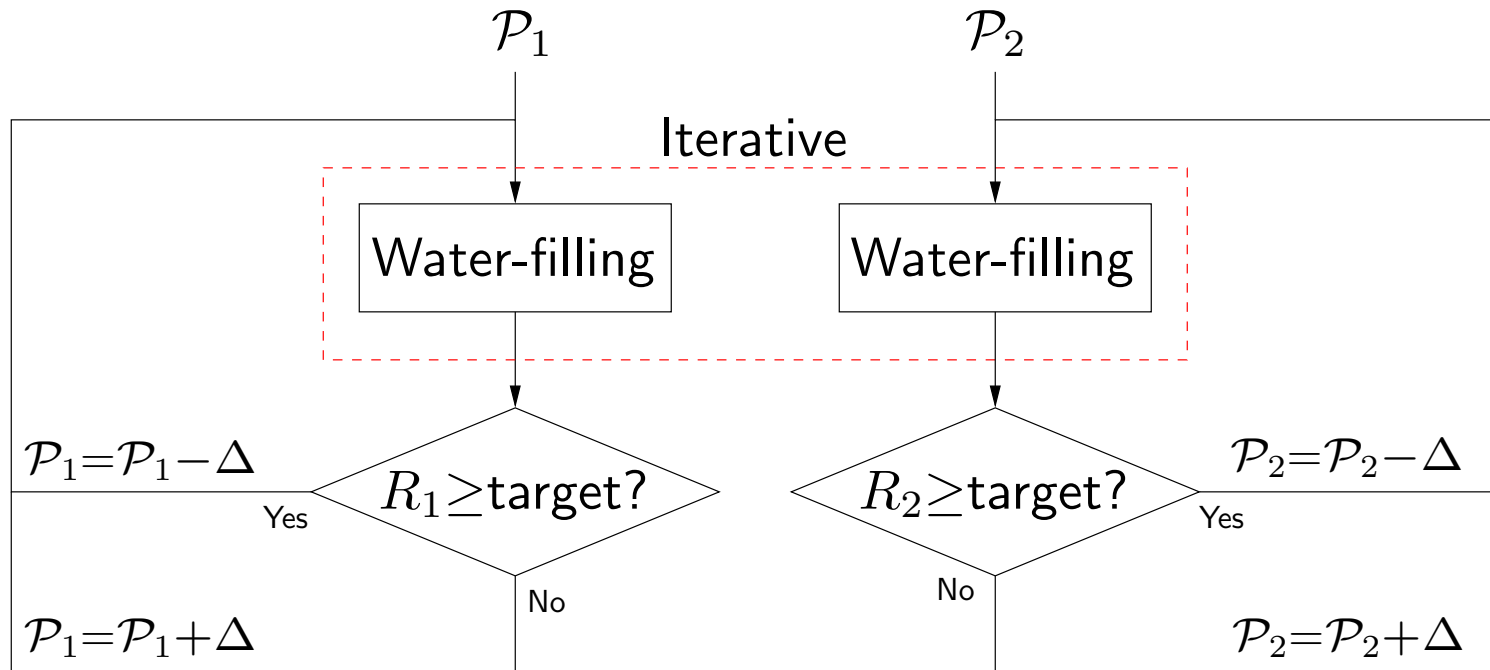 𝒫₁ 𝒫₂
Iterative
Water-filling Water-filling
𝒫₁=𝒫₁−Δ 𝒫₂=𝒫₂−Δ
R₁≥target? R₂≥target?
Yes Yes
No No
𝒫₁=𝒫₁+Δ 𝒫₂=𝒫₂+Δ